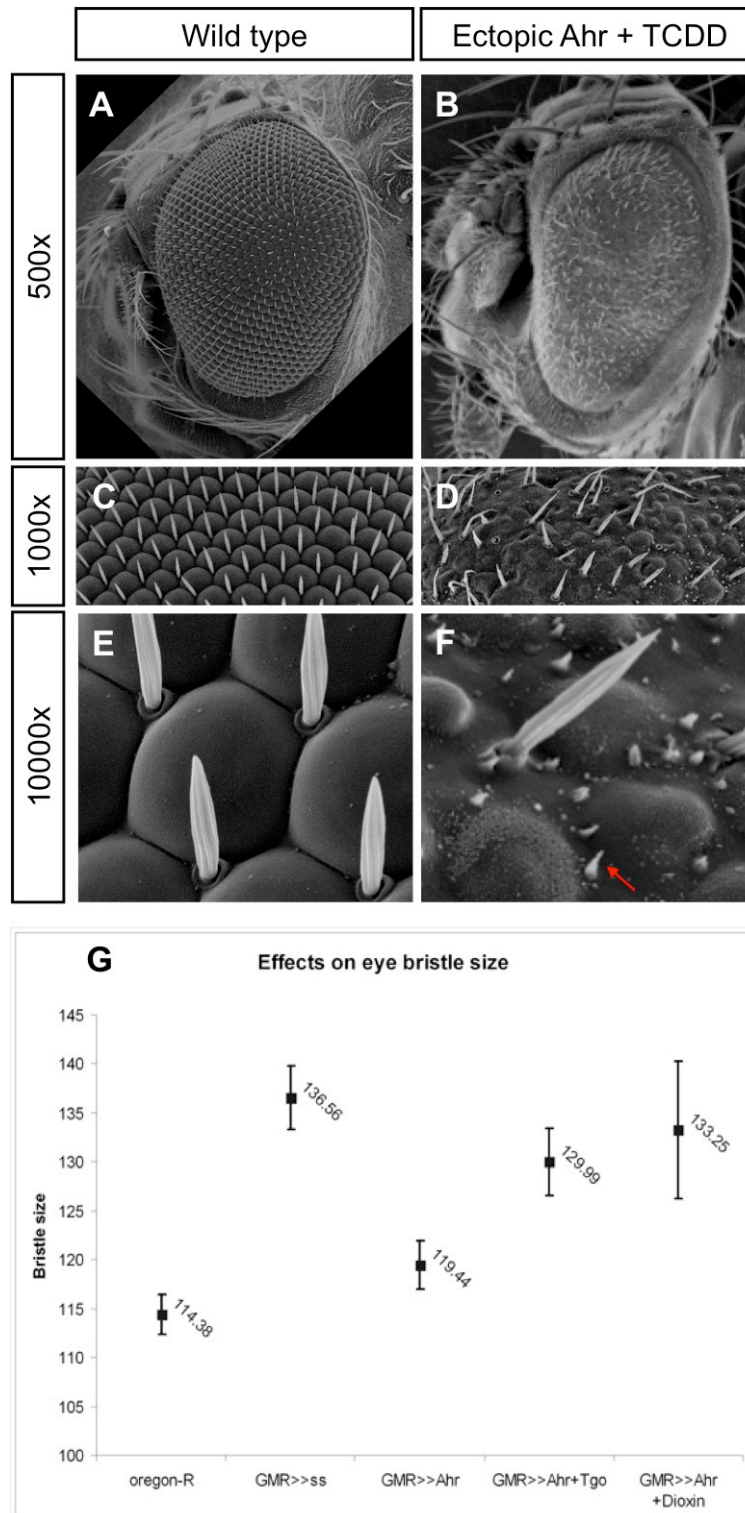 Wild type
Ectopic Ahr + TCDD
500x
A
B
1000x
C
D
10000x
E
F
G
Effects on eye bristle size
145
140
135
130
125
120
115
110
105
100
Bristle size
114.38
136.56
119.44
129.99
133.25
oregon-R
GMR>>ss
GMR>>Ahr
GMR>>Ahr+Tgo
GMR>>Ahr
+Dioxin